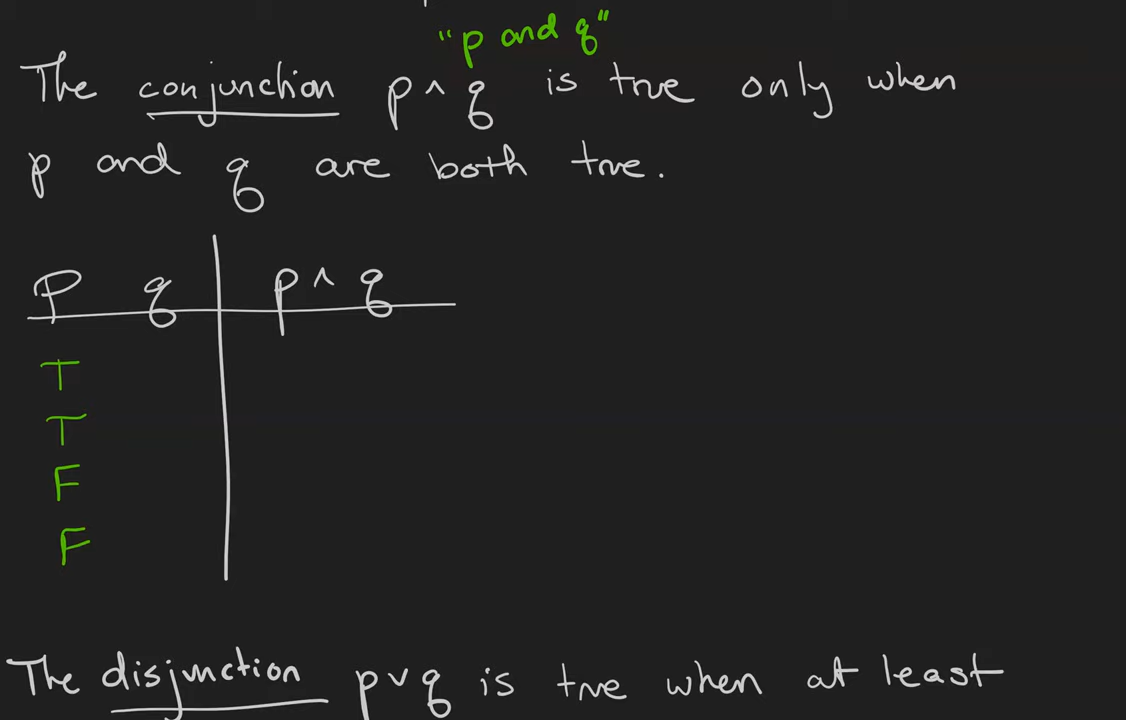 "p and q"
The conjunction p ∧ q is true only when
p and q are both true.
p q p ∧ q
T
T
F
F
The disjunction p ∨ q is true when at least